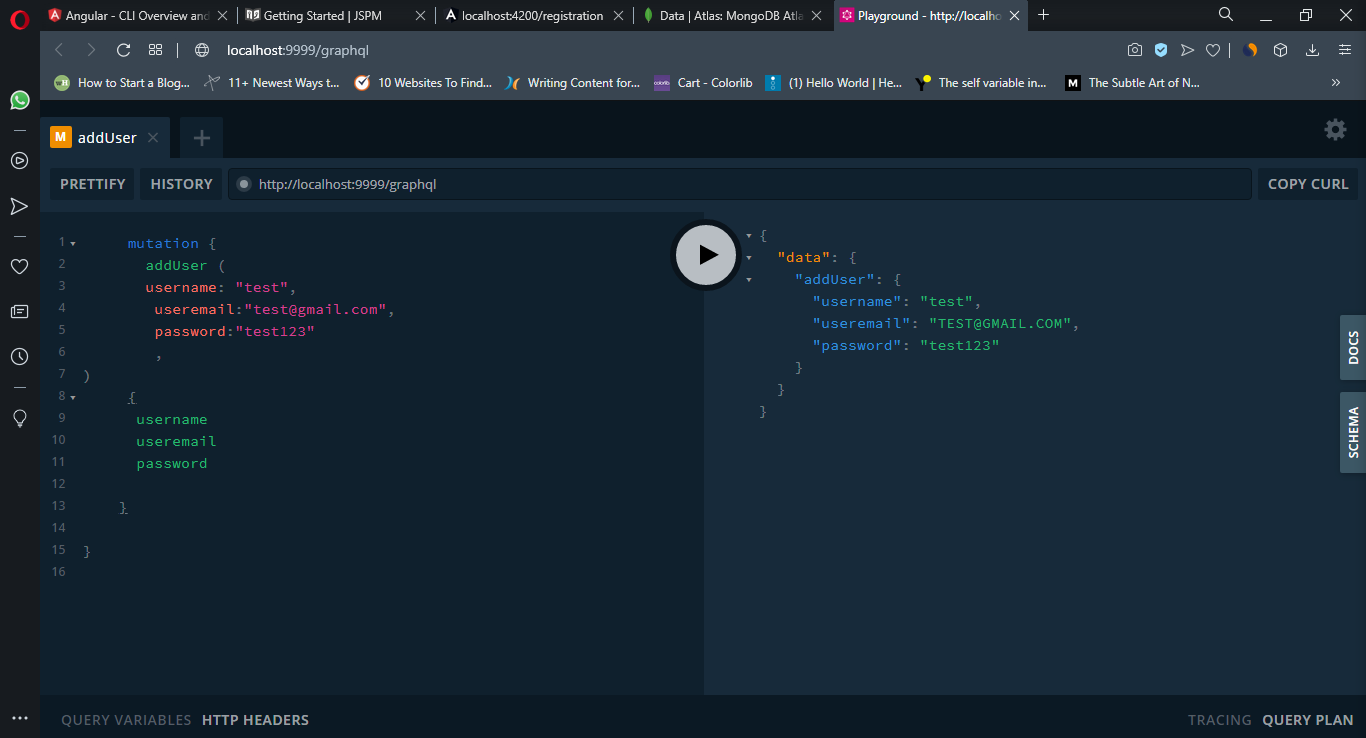 Angular - CLI Overview and
Getting Started | JSPM
localhost:4200/registration
Data | Atlas: MongoDB Atla
Playground - http://localho
localhost:9999/graphql
How to Start a Blog...
11+ Newest Ways t...
10 Websites To Find...
Writing Content for...
colorlib
Cart - Colorlib
(1) Hello World | He...
The self variable in...
M
The Subtle Art of N...
»
M addUser
PRETTIFY
HISTORY
http://localhost:9999/graphql
COPY CURL
1 mutation {
2 addUser (
3 username: "test",
4 useremail:"test@gmail.com",
5 password:"test123"
6 ,
7 )
8 {
9 username
10 useremail
11 password
12
13 }
14
15 }
16
{
"data": {
"addUser": {
"username": "test",
"useremail": "TEST@GMAIL.COM",
"password": "test123"
}
}
}
DOCS
SCHEMA
QUERY VARIABLES
HTTP HEADERS
TRACING
QUERY PLAN